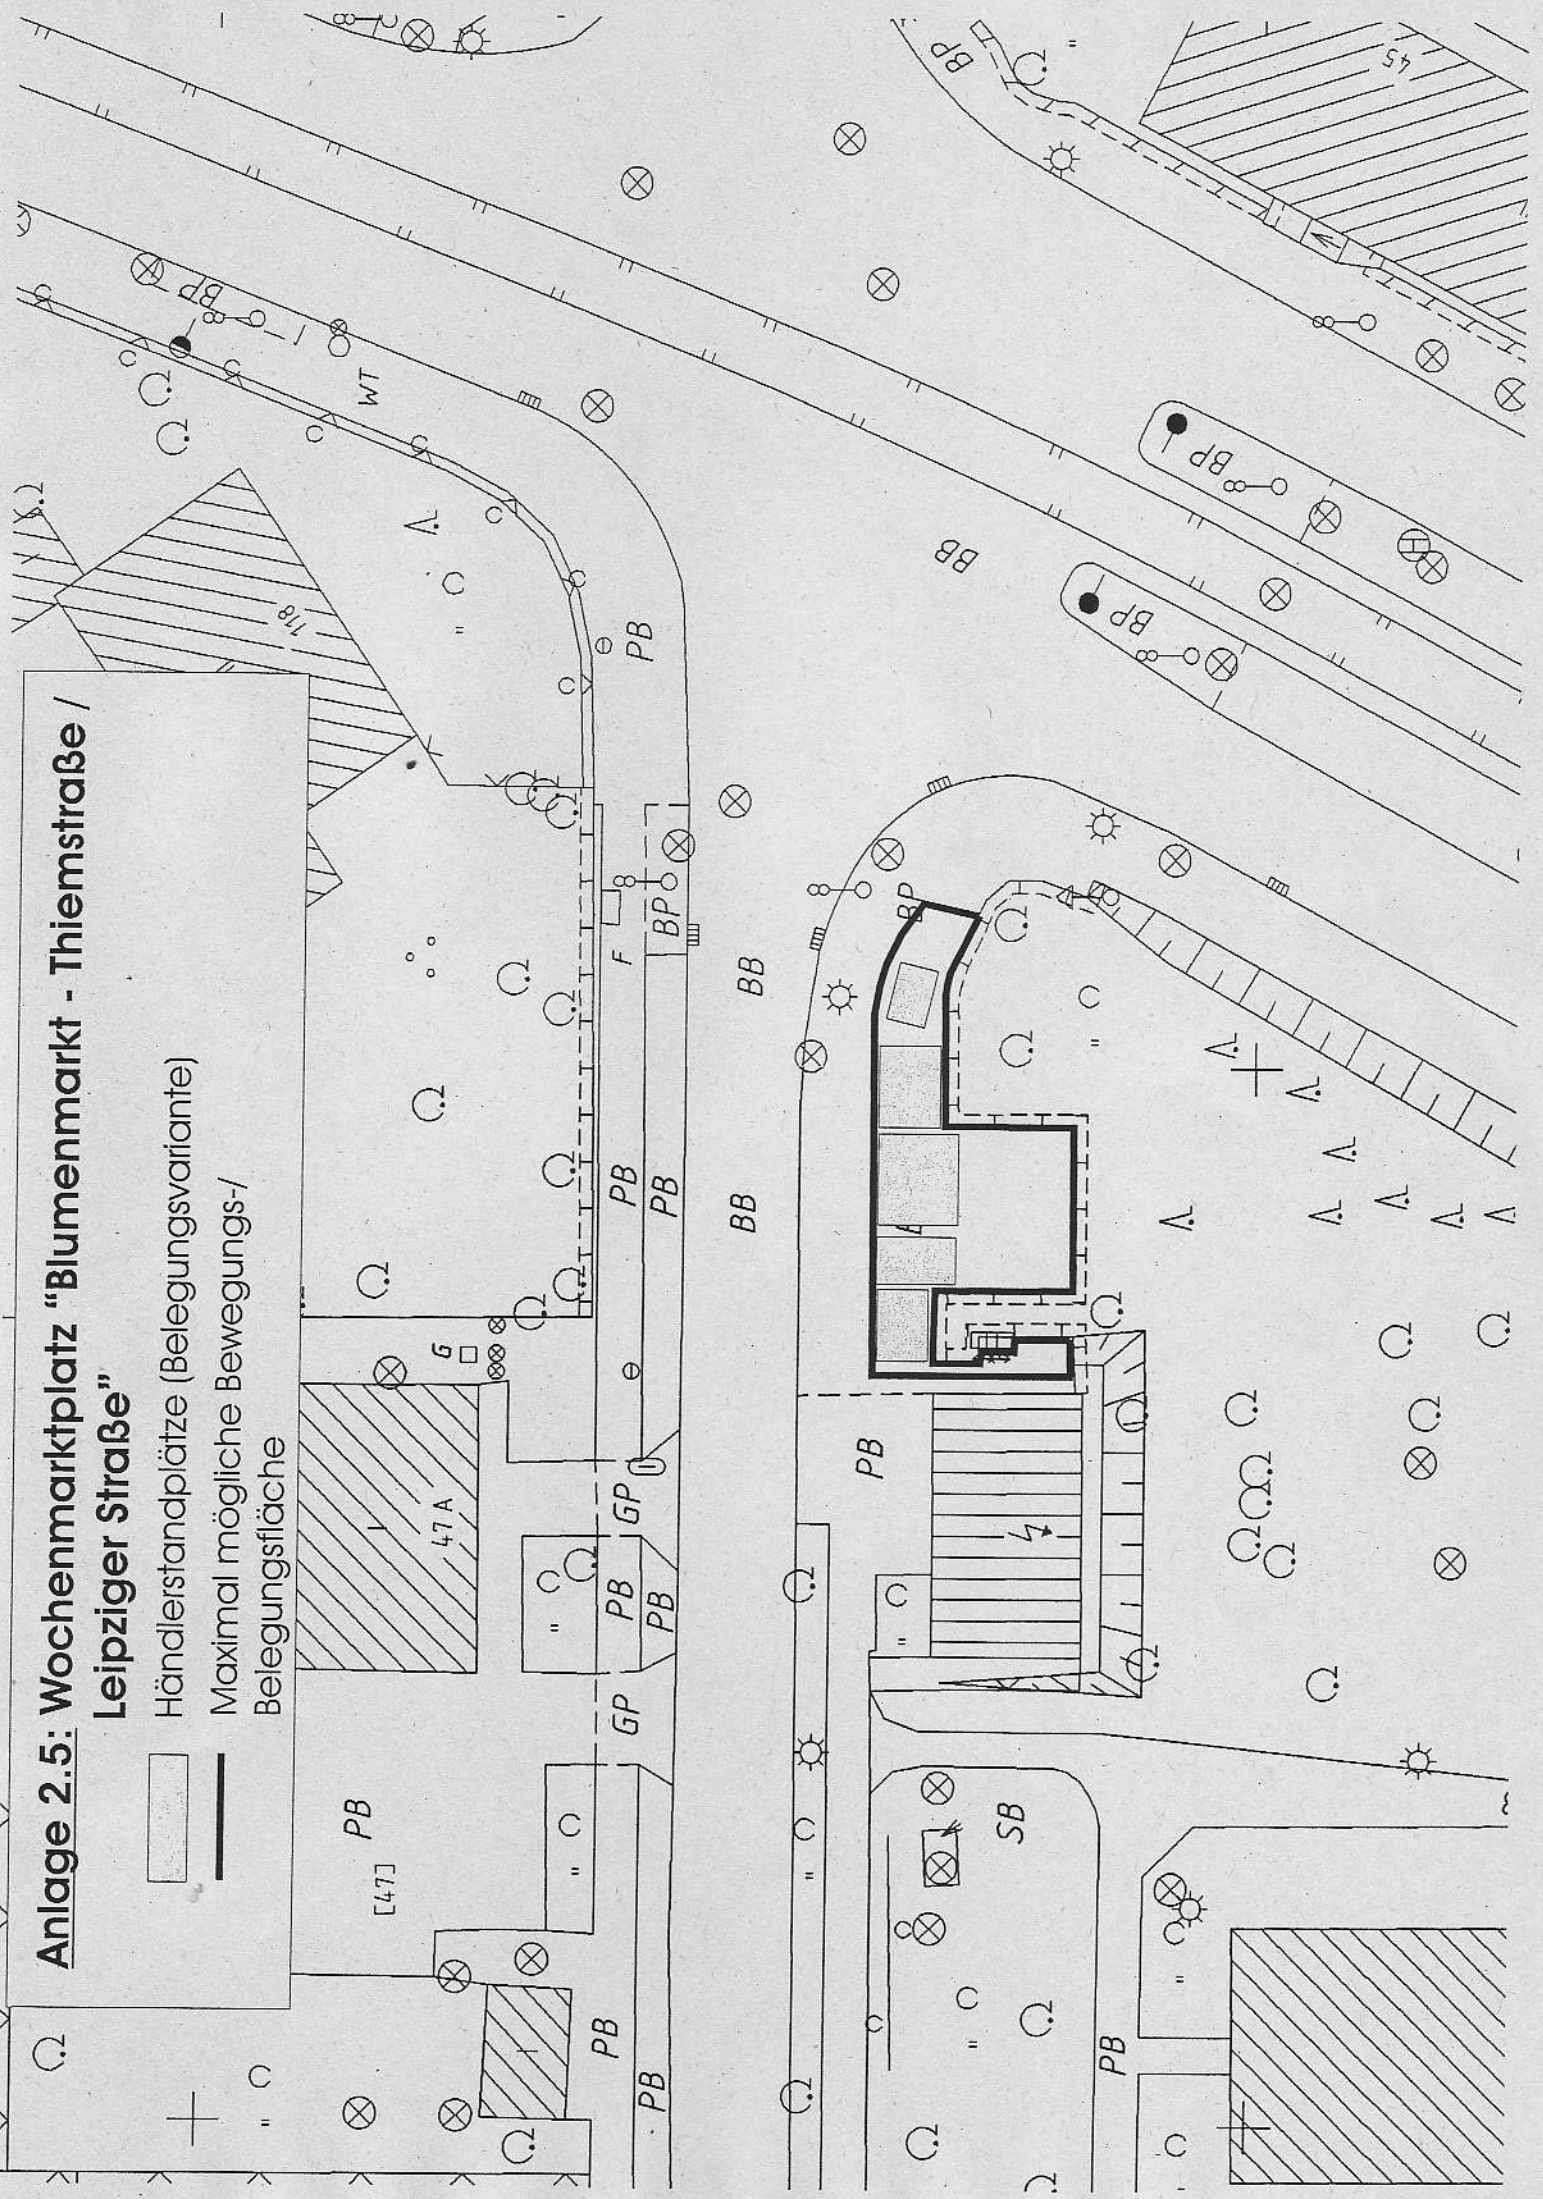 Anlage 2.5: Wochenmarktplatz "Blumenmarkt - Thiemstraße /
Leipziger Straße"
Händlerstandplätze (Belegungsvariante)
Maximal mögliche Bewegungs-/
Belegungsfläche
BP
45
BP
WT
118
PB
BB
BP
BP
F
BP
BP
BB
PB
PB
BB
G
47 A
GP
PB
PB
PB
GP
PB
[47]
SB
PB
PB
PB
H